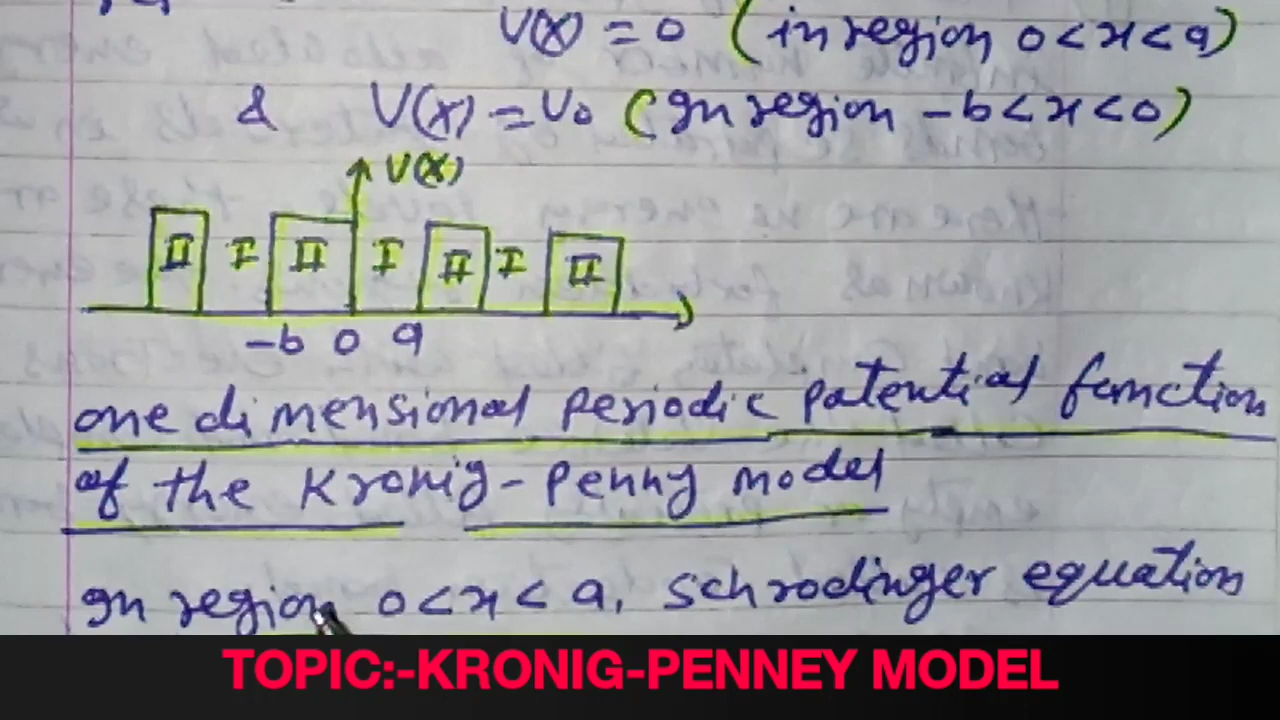 V(x) = 0 (in region 0 < x < a)
& V(x) = V₀ (In region -b < x < 0)
V(x)
II I II I II I II
-b 0 a
one dimensional periodic potential function
of the Kronig-Penny model
In region 0 < x < a, Schrodinger equation
TOPIC:-KRONIG-PENNEY MODEL